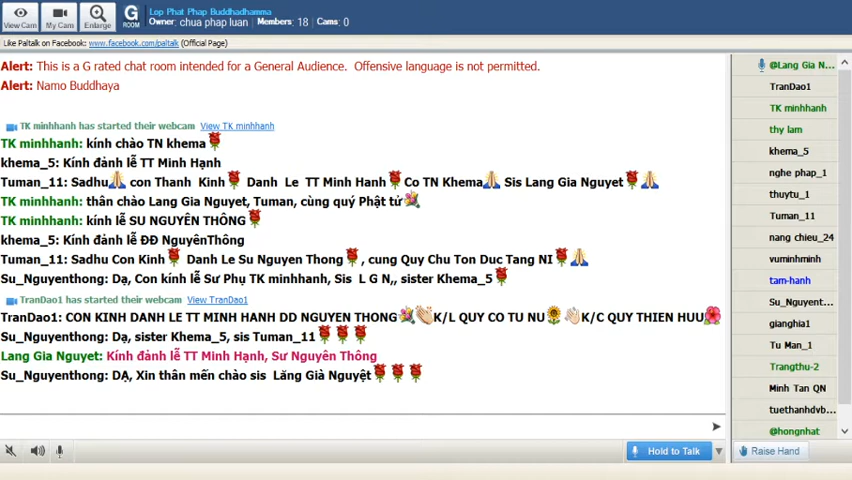 View Cam
My Cam
Enlarge
G
ROOM
Lop Phat Phap Buddhadhamma
Owner: chua phap luan Members: 18 Cams: 0
Like Paltalk on Facebook: www.facebook.com/paltalk (Official Page)
Alert: This is a G rated chat room intended for a General Audience. Offensive language is not permitted.
Alert: Namo Buddhaya
TK minhhanh has started their webcam View TK minhhanh
TK minhhanh: kính chào TN khema
khema_5: Kính đảnh lễ TT Minh Hạnh
Tuman_11: Sadhu con Thanh Kinh Danh Le TT Minh Hanh Co TN Khema Sis Lang Gia Nguyet
TK minhhanh: thân chào Lang Gia Nguyet, Tuman, cùng quý Phật tử
TK minhhanh: kính lễ SU NGUYÊN THÔNG
khema_5: Kính đảnh lễ ĐĐ NguyênThông
Tuman_11: Sadhu Con Kinh Danh Le Su Nguyen Thong , cung Quy Chu Ton Duc Tang NI
Su_Nguyenthong: Dạ, Con kính lễ Sư Phụ TK minhhanh, Sis L G N,, sister Khema_5
TranDao1 has started their webcam View TranDao1
TranDao1: CON KINH DANH LE TT MINH HANH DD NGUYEN THONG K/L QUY CO TU NU K/C QUY THIEN HUU
Su_Nguyenthong: Dạ, sister Khema_5, sis Tuman_11
Lang Gia Nguyet: Kính đảnh lễ TT Minh Hạnh, Sư Nguyên Thông
Su_Nguyenthong: DẠ, Xin thân mến chào sis Lăng Già Nguyệt
Hold to Talk
@Lang Gia N...
TranDao1
TK minhhanh
thy lam
khema_5
nghe phap_1
thuytu_1
Tuman_11
nang chieu_24
vuminhminh
tam-hanh
Su_Nguyent...
gianghia1
Tu Man_1
Trangthu-2
Minh Tan QN
tuethanhdvb...
@hongnhat
Raise Hand